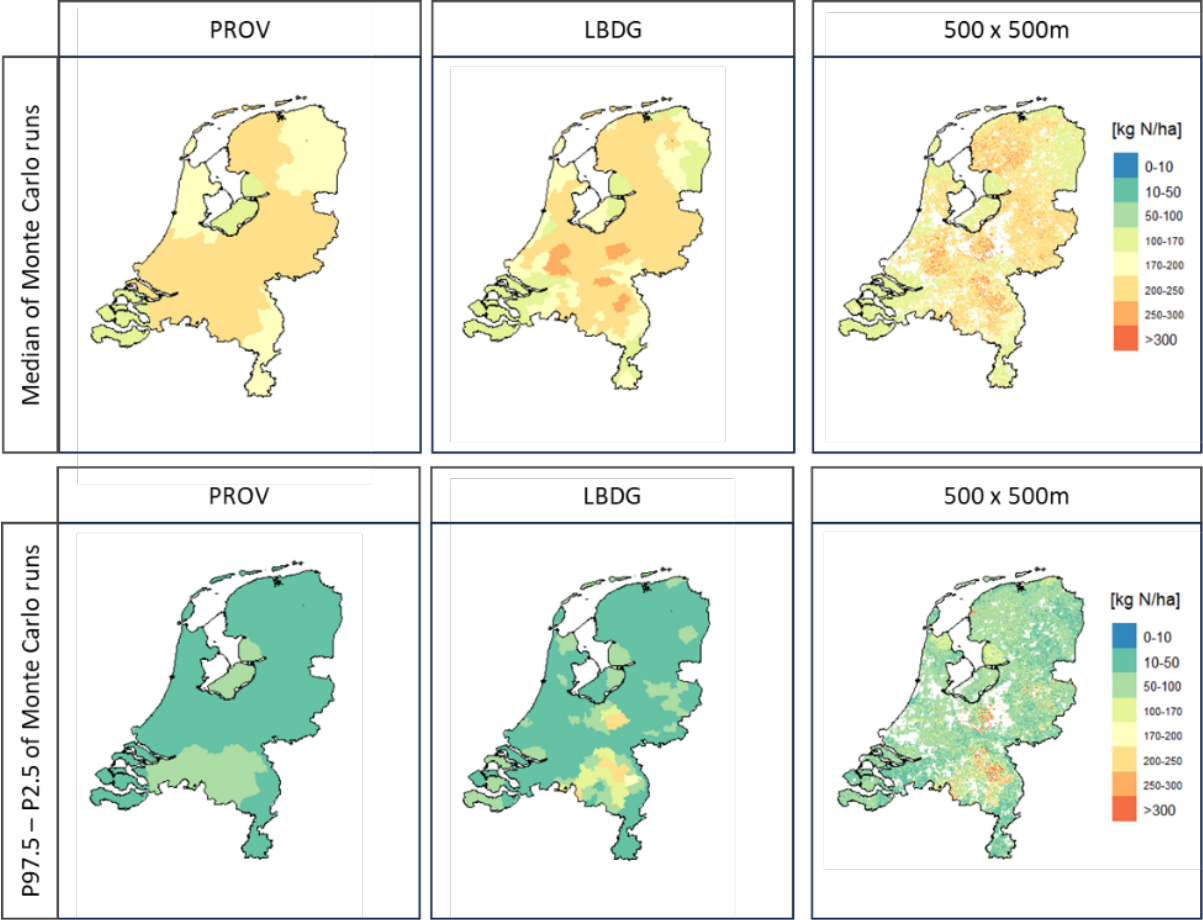 PROV
LBDG
500 x 500m
Median of Monte Carlo runs
[kg N/ha]
0-10
10-50
50-100
100-170
170-200
200-250
250-300
>300
PROV
LBDG
500 x 500m
P97.5 – P2.5 of Monte Carlo runs
[kg N/ha]
0-10
10-50
50-100
100-170
170-200
200-250
250-300
>300